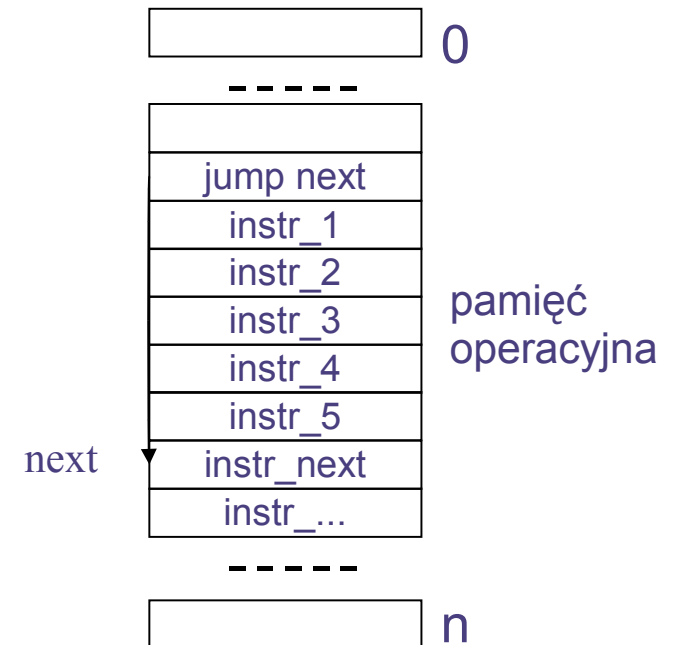 0
jump next
instr_1
instr_2
instr_3
pamięć
operacyjna
instr_4
instr_5
next
instr_next
instr_...
n